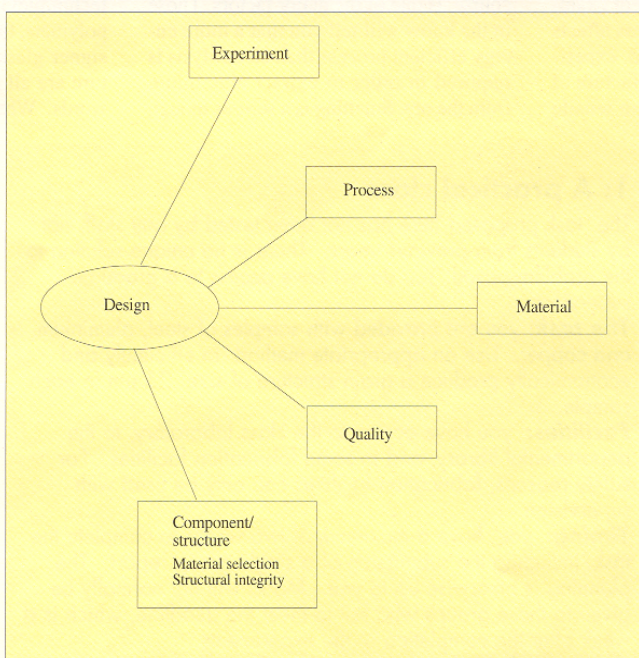 Experiment
Process
Design
Material
Quality
Component/
structure
Material selection
Structural integrity